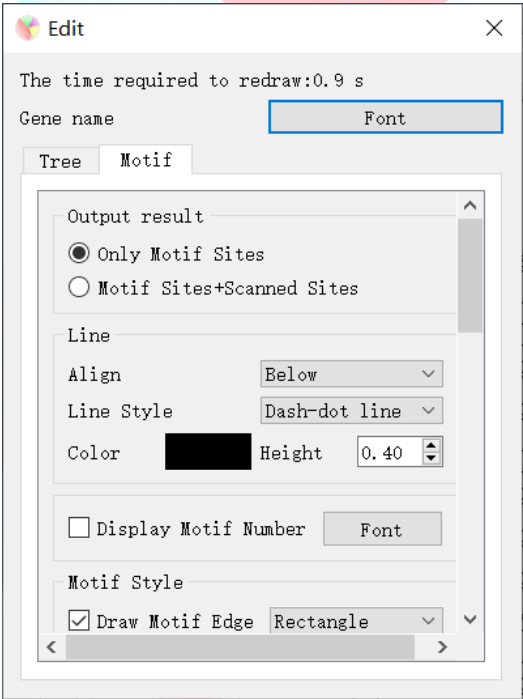 Edit
The time required to redraw:0.9 s
Gene name Font
Tree Motif
Output result
Only Motif Sites
Motif Sites+Scanned Sites
Line
Align Below
Line Style Dash-dot line
Color Height 0.40
Display Motif Number Font
Motif Style
Draw Motif Edge Rectangle